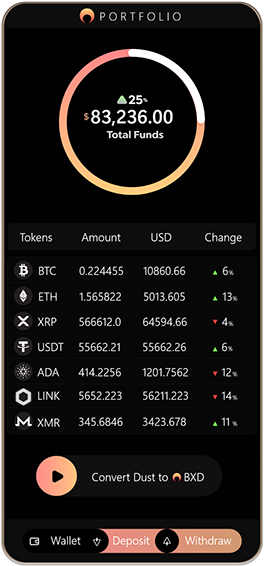 PORTFOLIO
25%
$83,236.00
Total Funds
Tokens Amount USD Change
BTC 0.224455 10860.66 6%
ETH 1.565822 5013.605 13%
XRP 566612.0 64594.66 4%
USDT 55662.21 55662.26 6%
ADA 414.2256 1201.7562 12%
LINK 5652.223 56211.223 14%
XMR 345.6846 3423.678 11%
Convert Dust to BXD
Wallet Deposit Withdraw